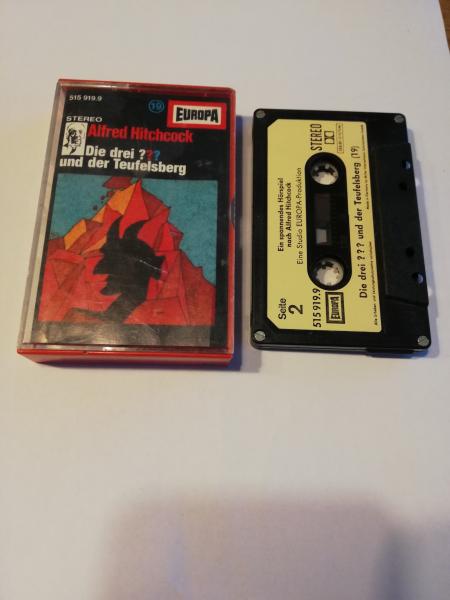 515 919.9
19
EUROPA
STEREO
Alfred Hitchcock
Die drei ???
und der Teufelsberg
Ein spannendes Hörspiel
nach Alfred Hitchcock
Eine Studio EUROPA-Produktion
STEREO
Seite
2
515 919.9
EUROPA
Die drei ? ? ? und der Teufelsberg (19)